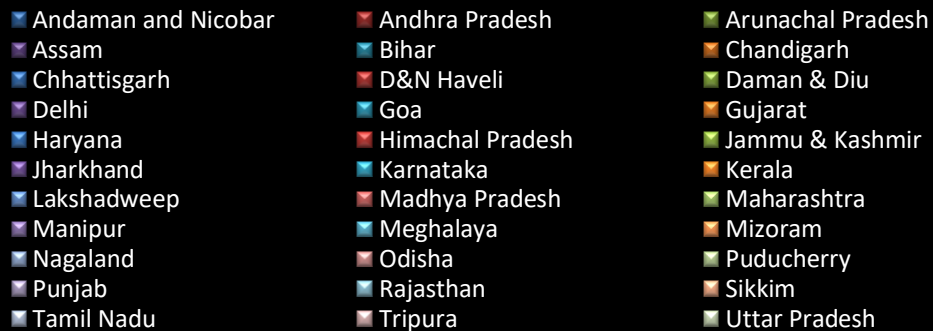 Andaman and Nicobar Andhra Pradesh Arunachal Pradesh
Assam Bihar Chandigarh
Chhattisgarh D&N Haveli Daman & Diu
Delhi Goa Gujarat
Haryana Himachal Pradesh Jammu & Kashmir
Jharkhand Karnataka Kerala
Lakshadweep Madhya Pradesh Maharashtra
Manipur Meghalaya Mizoram
Nagaland Odisha Puducherry
Punjab Rajasthan Sikkim
Tamil Nadu Tripura Uttar Pradesh